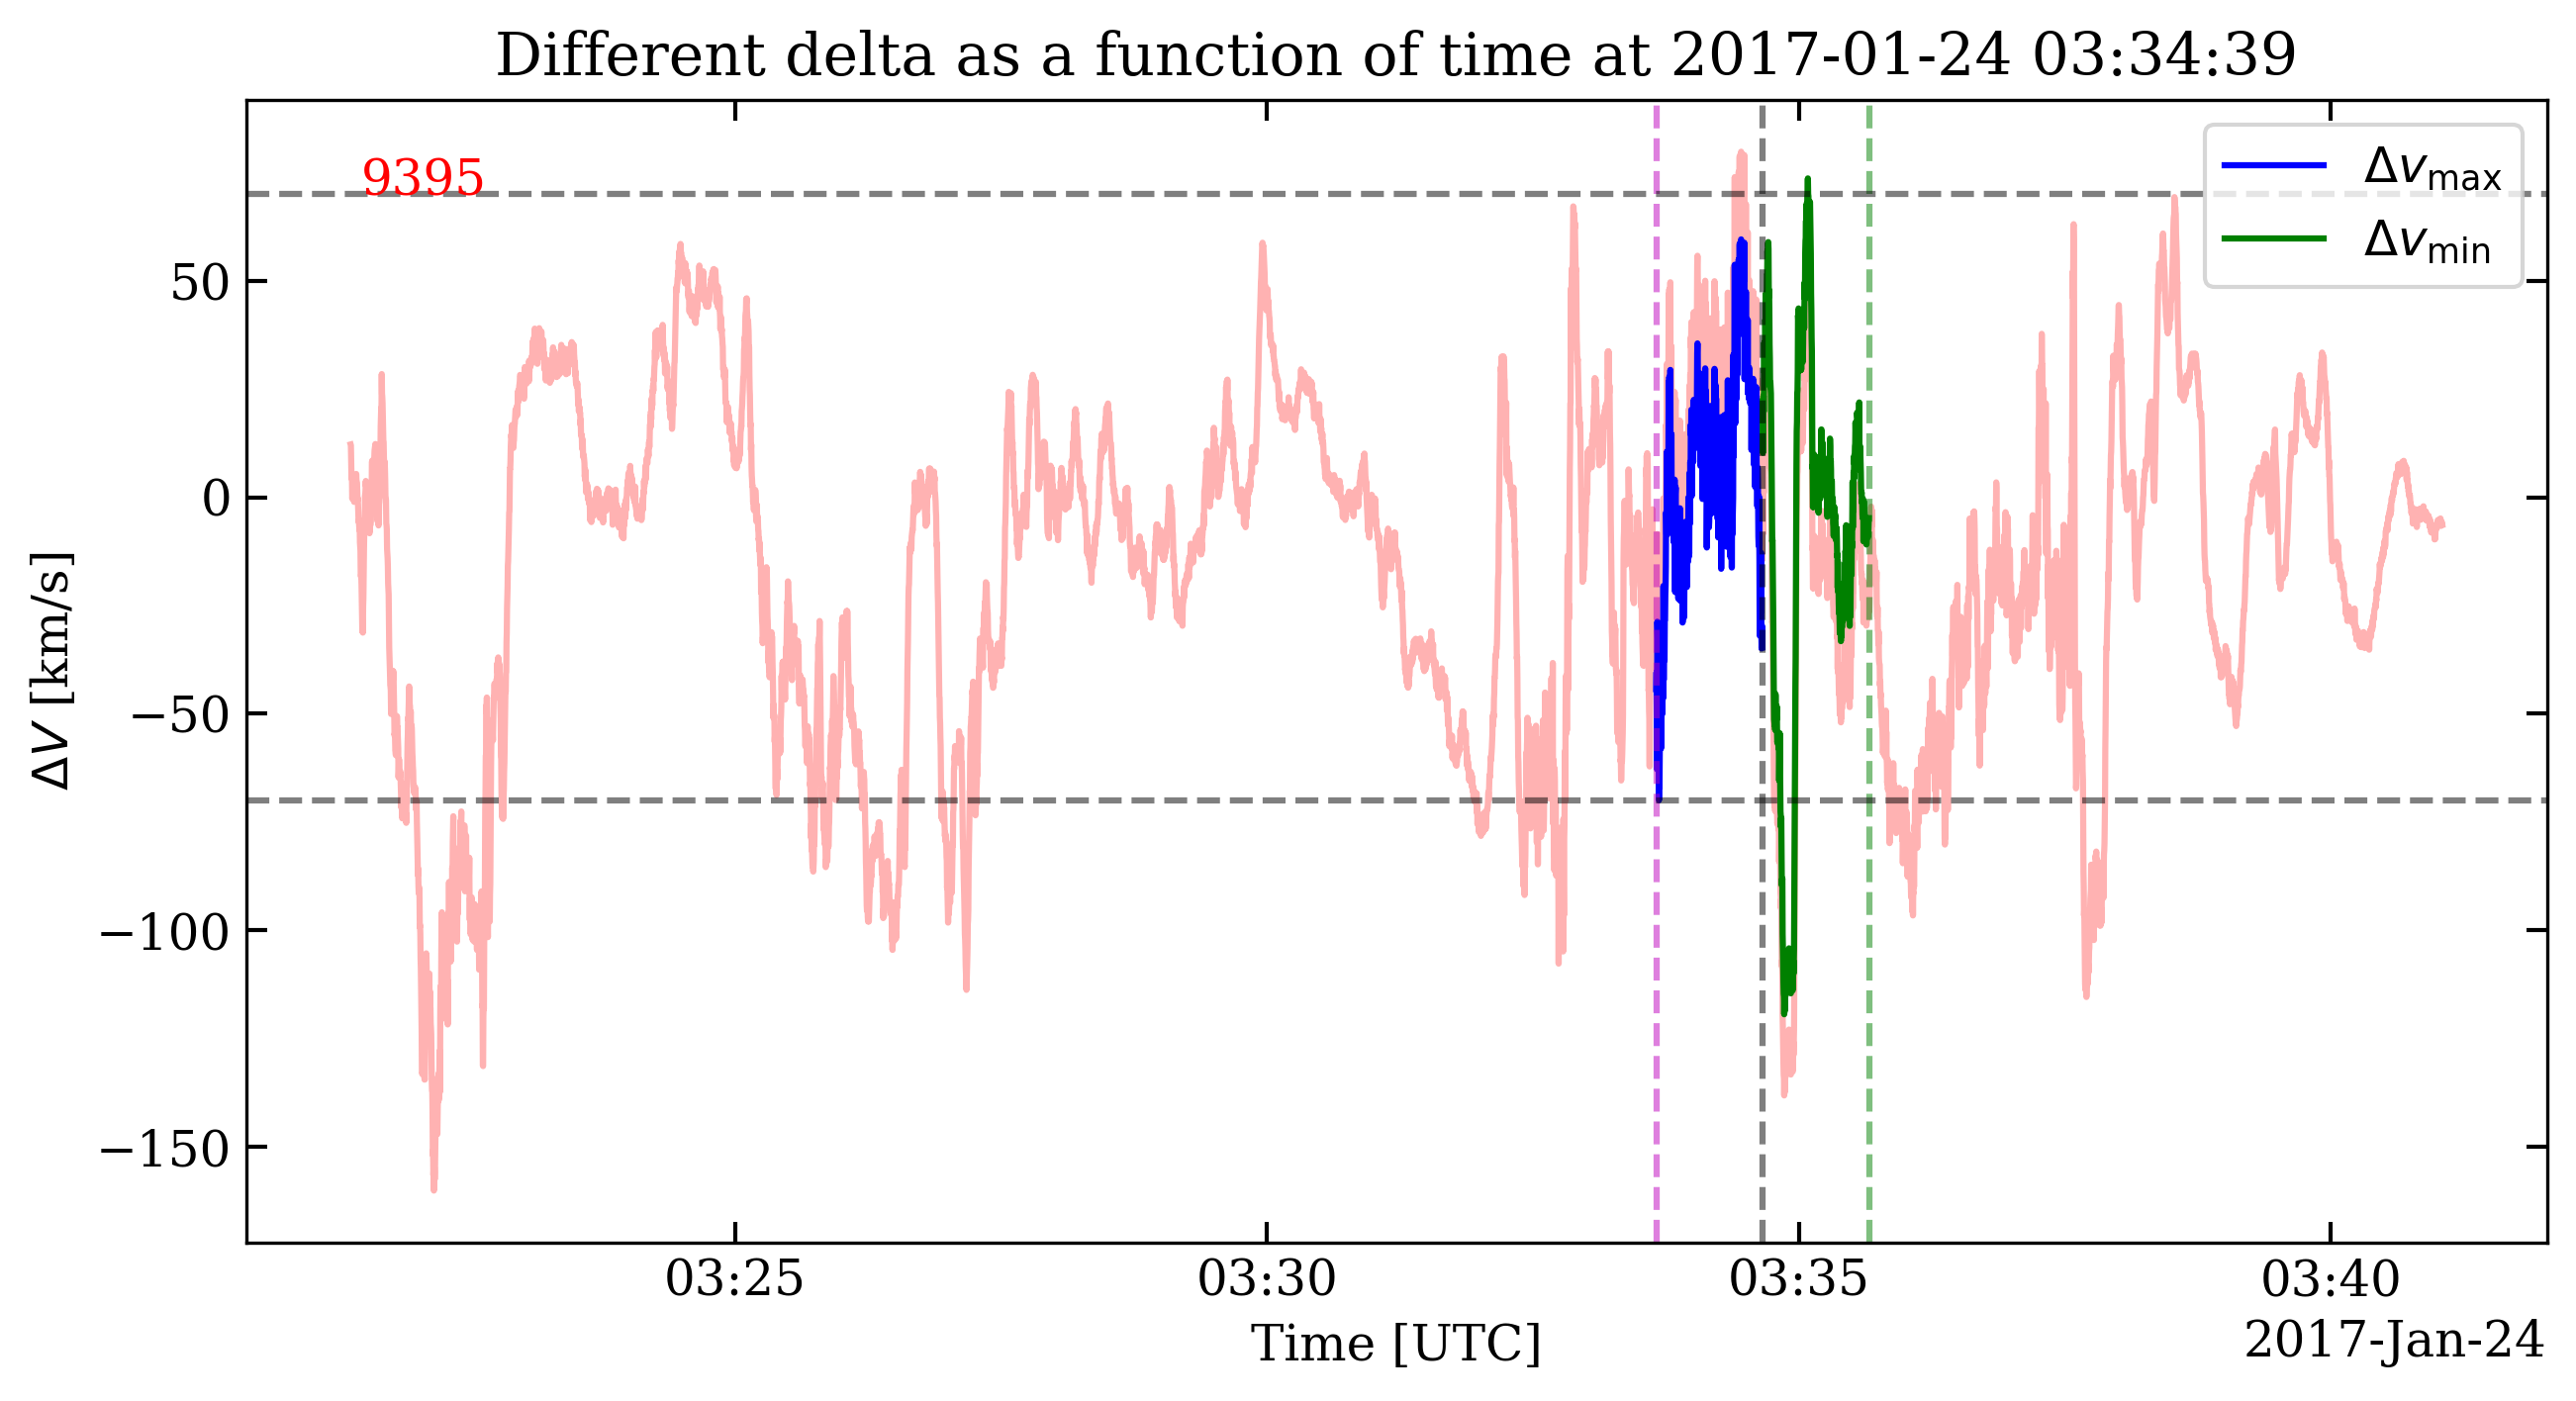 Different delta as a function of time at 2017-01-24 03:34:39
9395
Δv_max
Δv_min
50
0
−50
−100
−150
ΔV [km/s]
03:25 03:30 03:35 03:40
Time [UTC]
2017-Jan-24